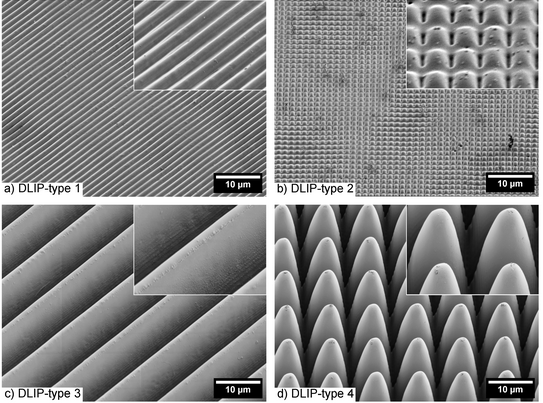 10 µm
a) DLIP-type 1
10 µm
b) DLIP-type 2
10 µm
c) DLIP-type 3
10 µm
d) DLIP-type 4